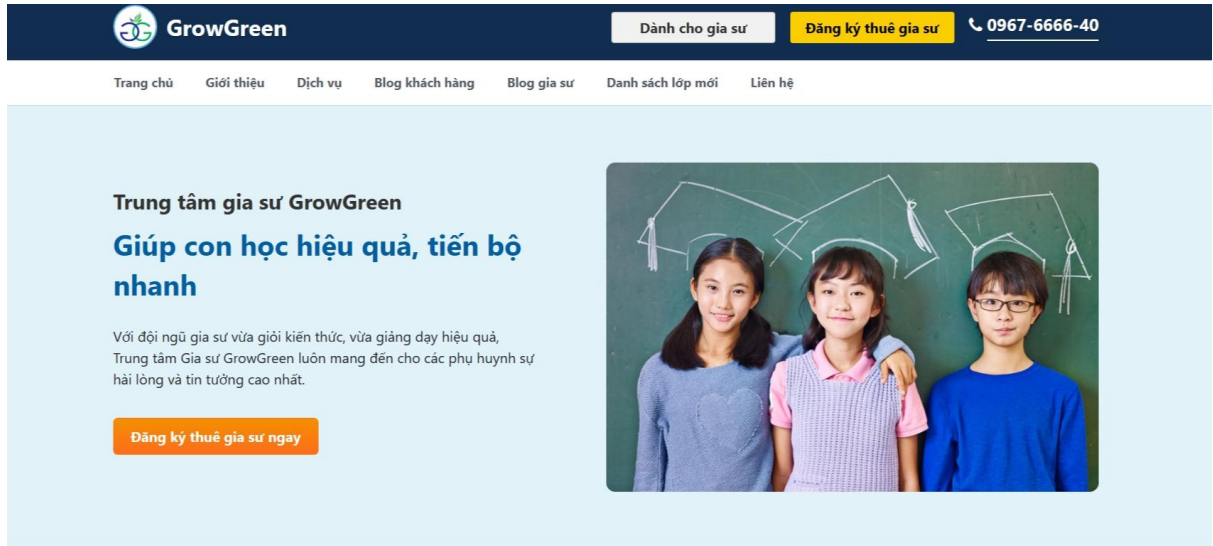 GrowGreen
Dành cho gia sư
Đăng ký thuê gia sư
0967-6666-40
Trang chủ
Giới thiệu
Dịch vụ
Blog khách hàng
Blog gia sư
Danh sách lớp mới
Liên hệ
Trung tâm gia sư GrowGreen
Giúp con học hiệu quả, tiến bộ
nhanh
Với đội ngũ gia sư vừa giỏi kiến thức, vừa giảng dạy hiệu quả,
Trung tâm Gia sư GrowGreen luôn mang đến cho các phụ huynh sự
hài lòng và tin tưởng cao nhất.
Đăng ký thuê gia sư ngay